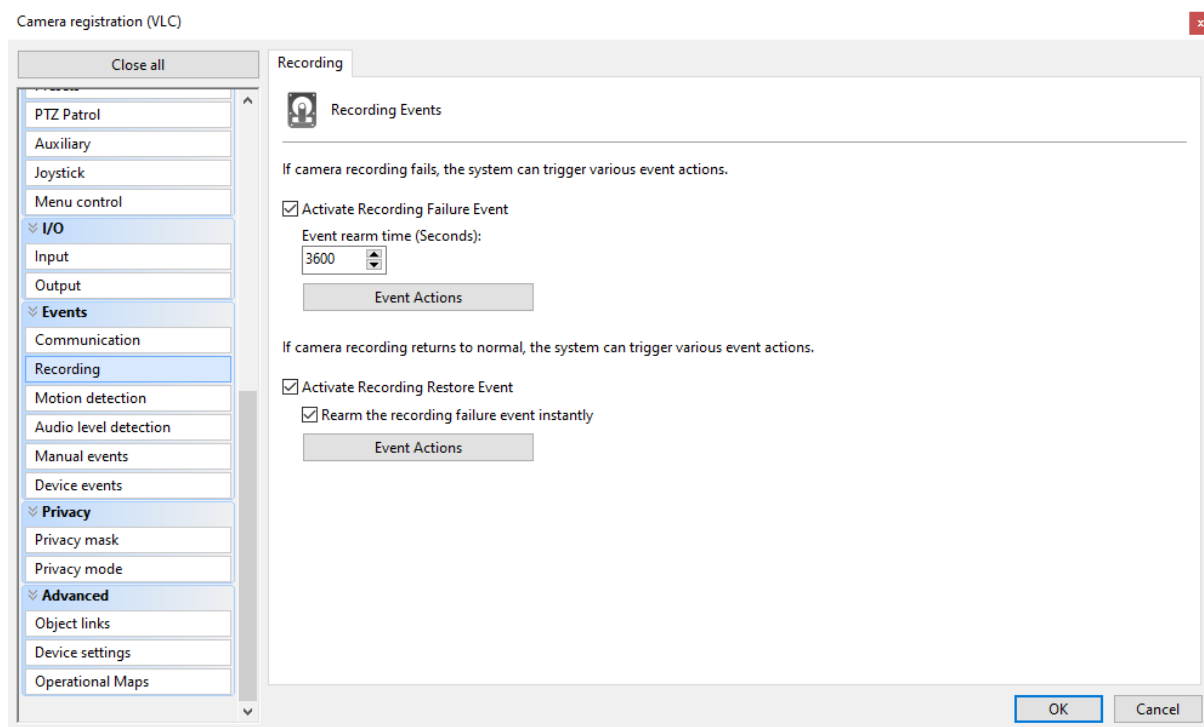 Camera registration (VLC)
x
Close all
PTZ Patrol
Auxiliary
Joystick
Menu control
I/O
Input
Output
Events
Communication
Recording
Motion detection
Audio level detection
Manual events
Device events
Privacy
Privacy mask
Privacy mode
Advanced
Object links
Device settings
Operational Maps
Recording
Recording Events
If camera recording fails, the system can trigger various event actions.
Activate Recording Failure Event
Event rearm time (Seconds):
3600
Event Actions
If camera recording returns to normal, the system can trigger various event actions.
Activate Recording Restore Event
Rearm the recording failure event instantly
Event Actions
OK
Cancel